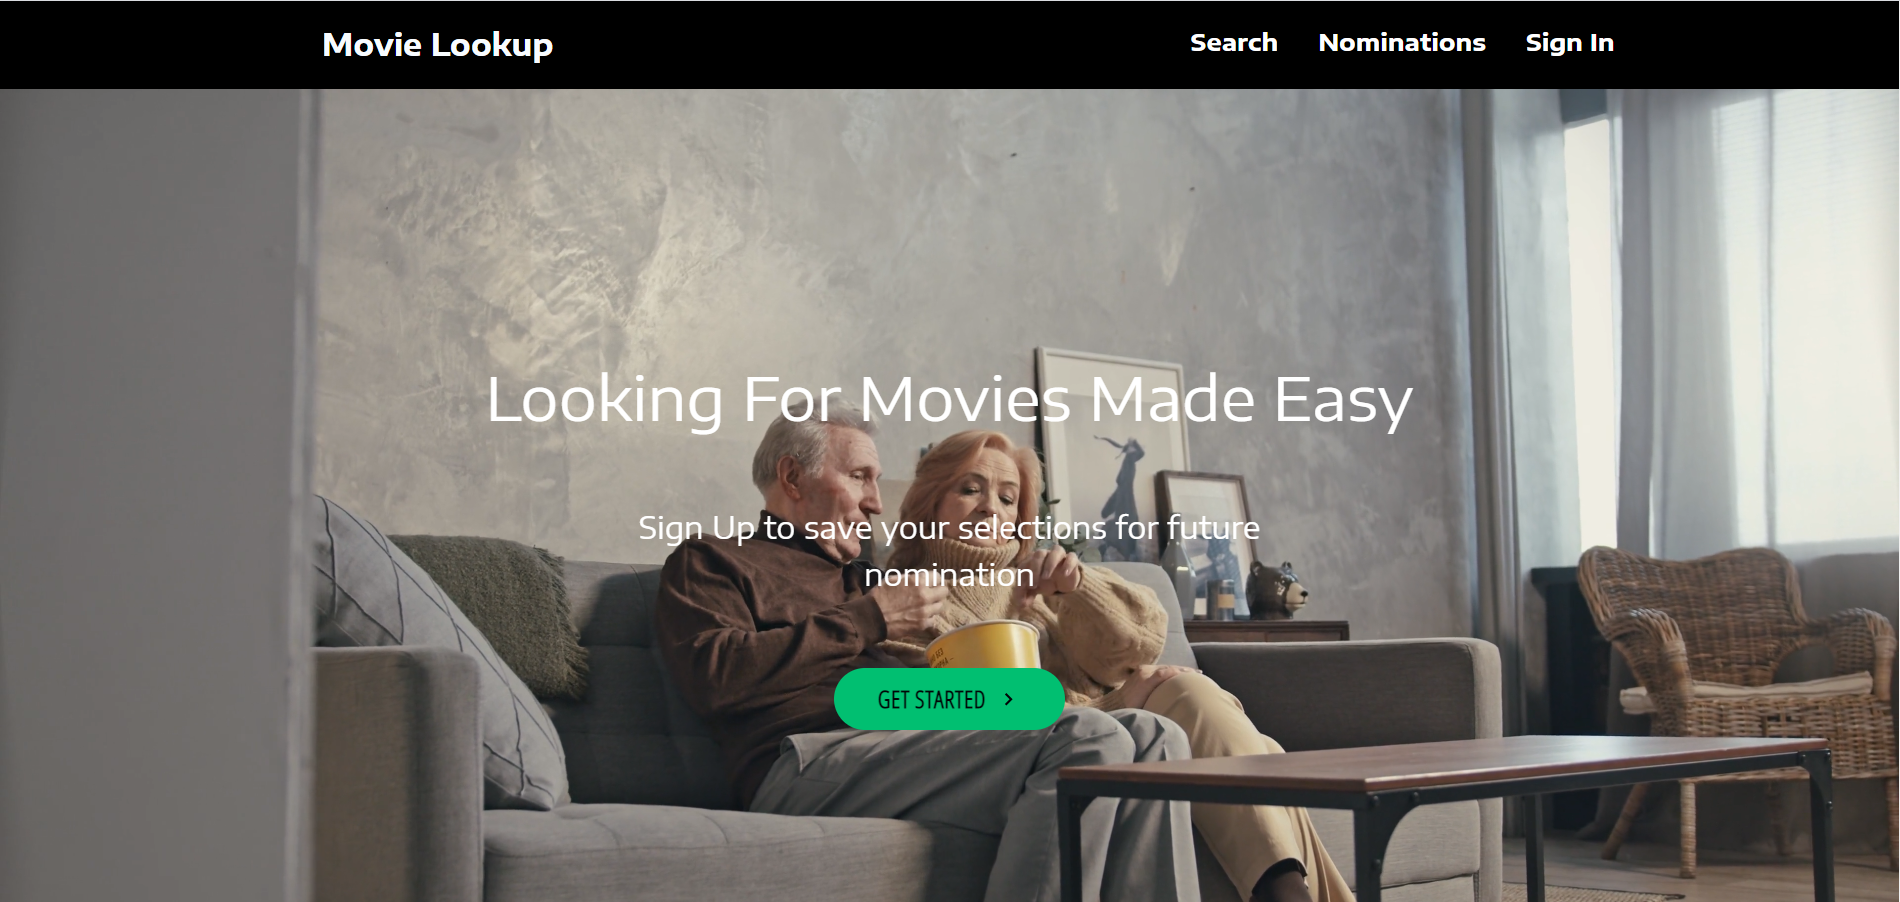 Movie Lookup
Search Nominations Sign In
Looking For Movies Made Easy
Sign Up to save your selections for future
nomination
GET STARTED